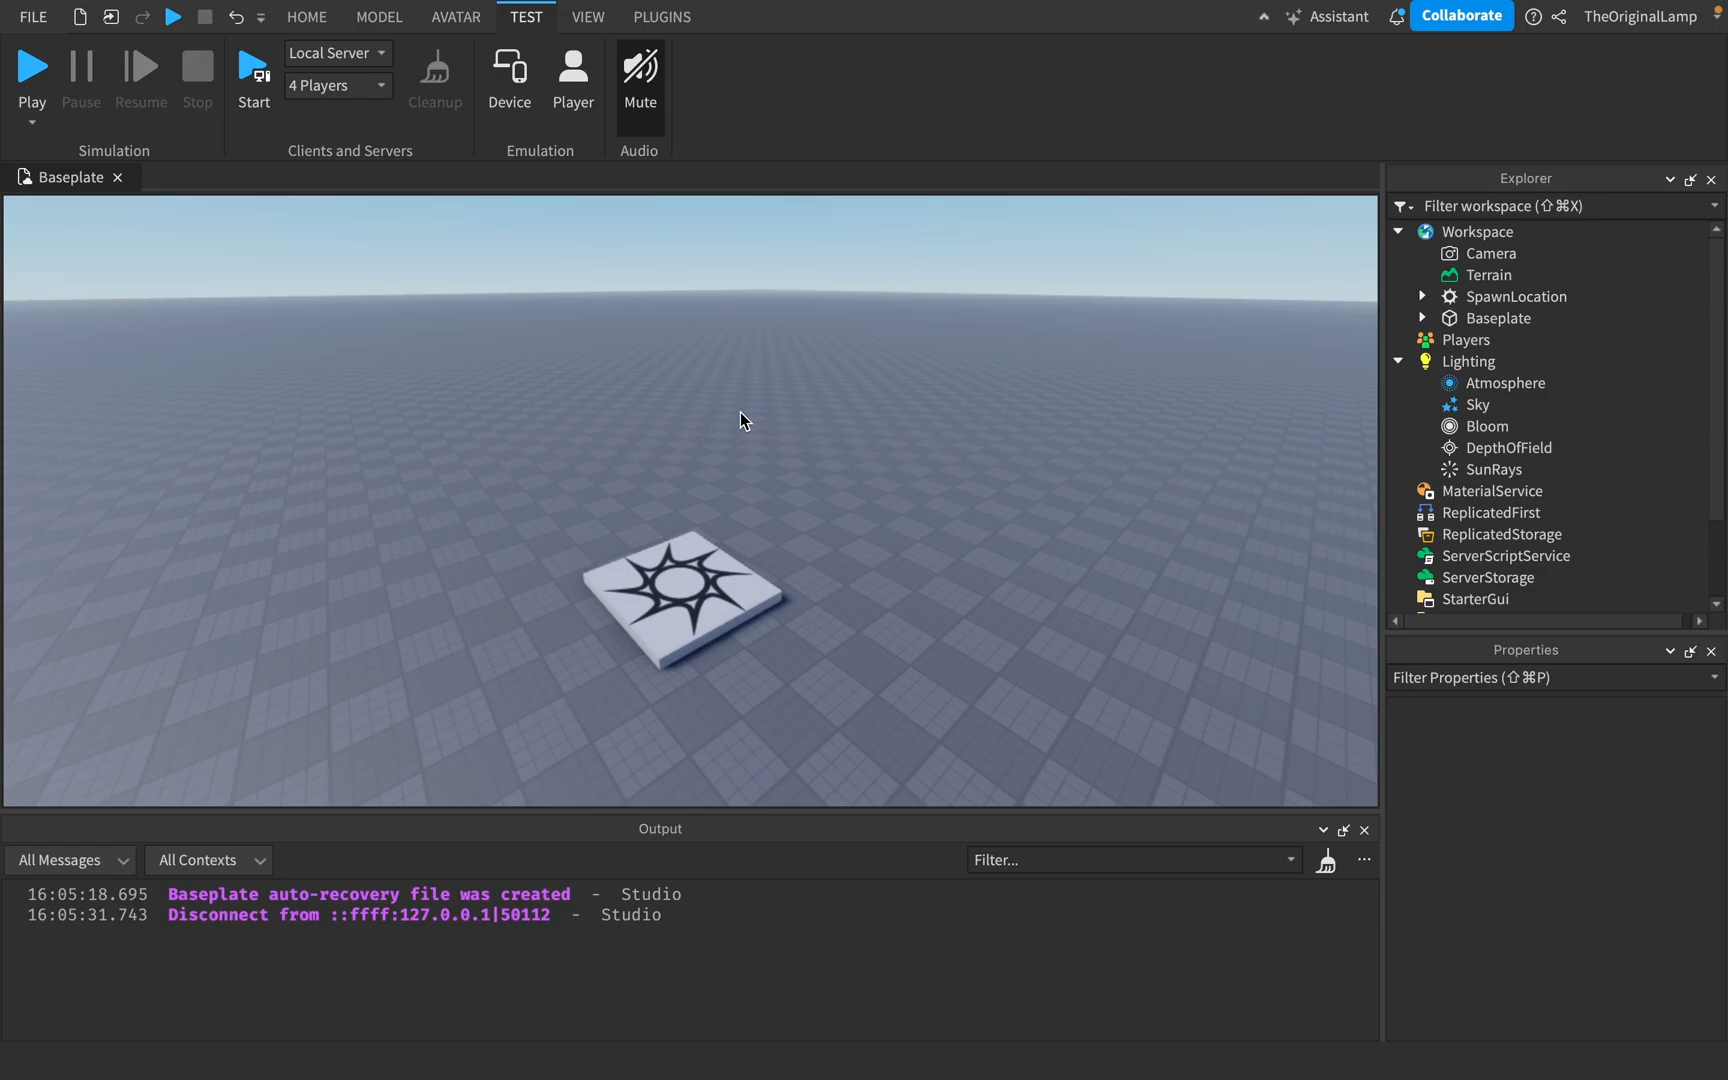 FILE HOME MODEL AVATAR TEST VIEW PLUGINS Assistant Collaborate TheOriginalLamp
Play Pause Resume Stop Start Local Server 4 Players Cleanup Device Player Mute
Simulation Clients and Servers Emulation Audio
Baseplate
Explorer
Filter workspace (⇧⌘X)
Workspace
Camera
Terrain
SpawnLocation
Baseplate
Players
Lighting
Atmosphere
Sky
Bloom
DepthOfField
SunRays
MaterialService
ReplicatedFirst
ReplicatedStorage
ServerScriptService
ServerStorage
StarterGui
Properties
Filter Properties (⇧⌘P)
Output
All Messages All Contexts Filter...
16:05:18.695 Baseplate auto-recovery file was created - Studio
16:05:31.743 Disconnect from ::ffff:127.0.0.1|50112 - Studio